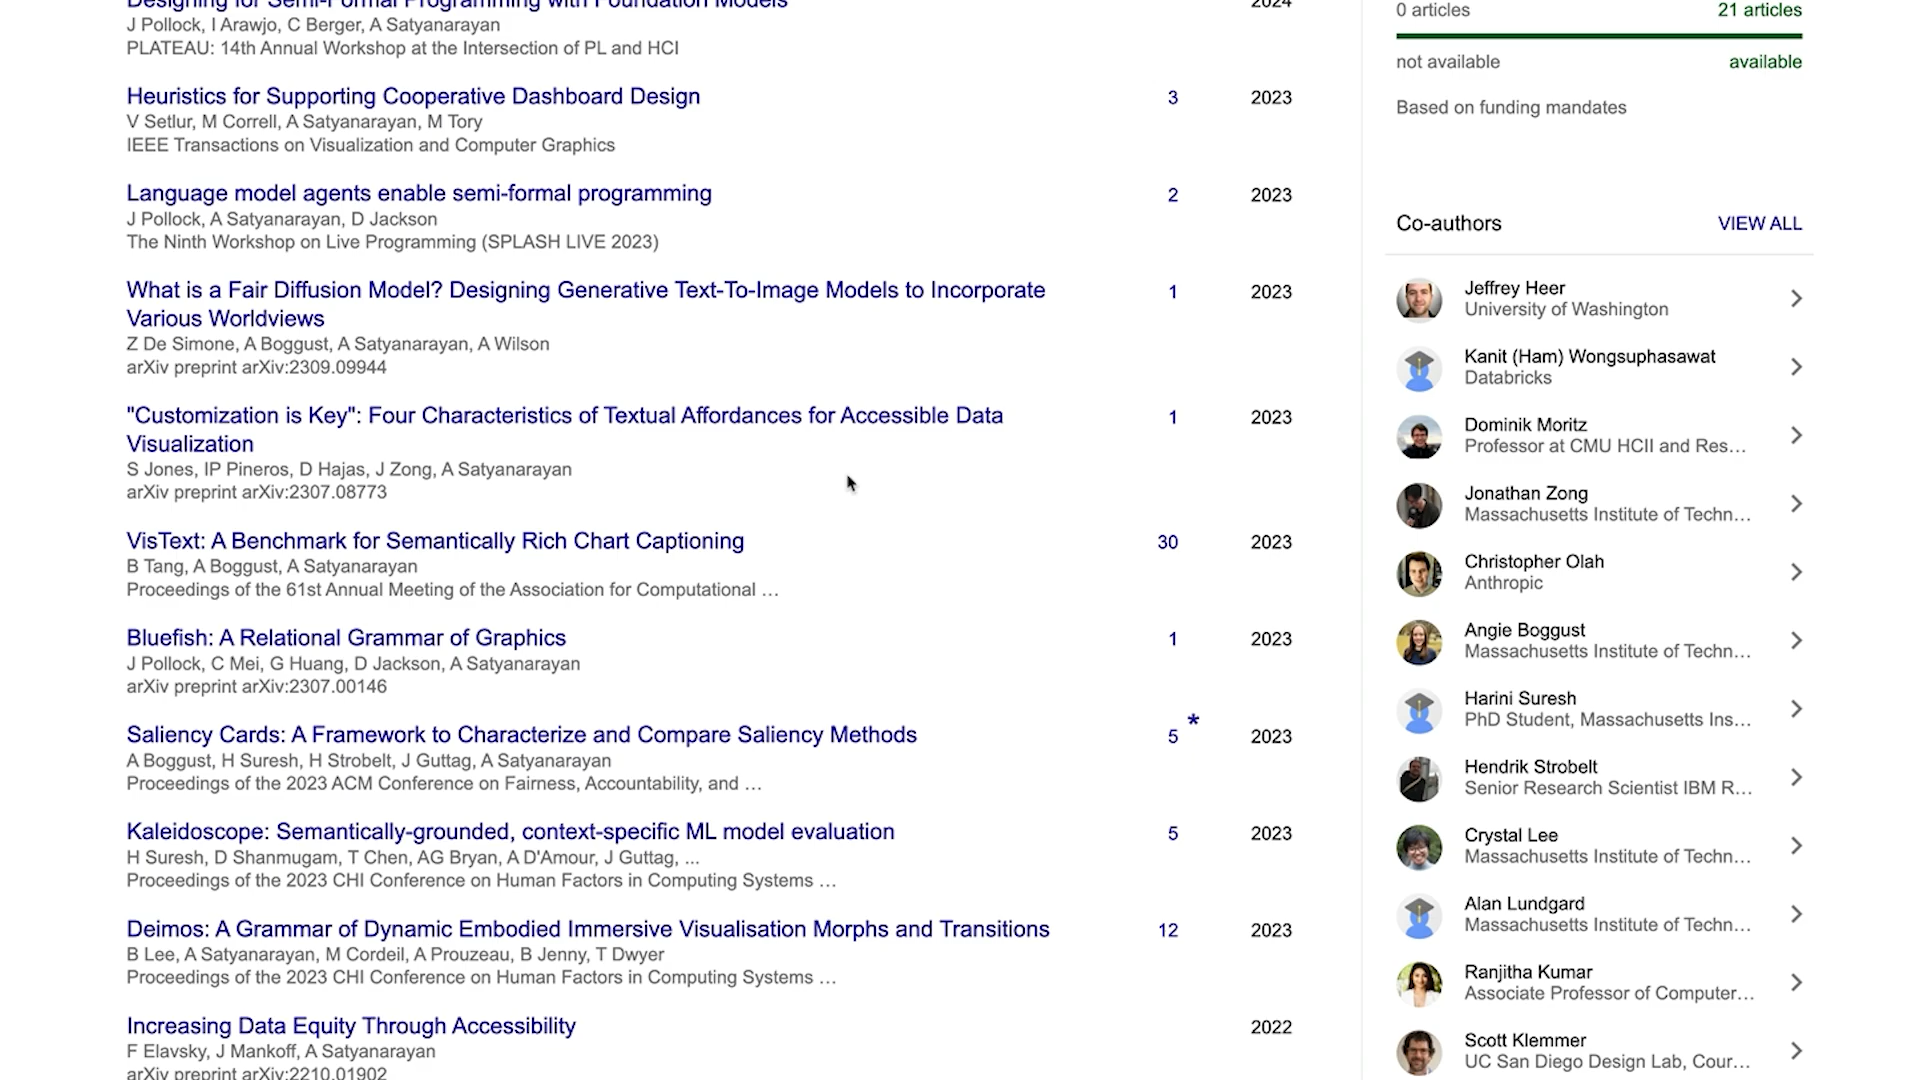 Designing for Semi-Formal Programming with Foundation Models 2024
J Pollock, I Arawjo, C Berger, A Satyanarayan
PLATEAU: 14th Annual Workshop at the Intersection of PL and HCI
Heuristics for Supporting Cooperative Dashboard Design 3 2023
V Setlur, M Correll, A Satyanarayan, M Tory
IEEE Transactions on Visualization and Computer Graphics
Language model agents enable semi-formal programming 2 2023
J Pollock, A Satyanarayan, D Jackson
The Ninth Workshop on Live Programming (SPLASH LIVE 2023)
What is a Fair Diffusion Model? Designing Generative Text-To-Image Models to Incorporate 1 2023
Various Worldviews
Z De Simone, A Boggust, A Satyanarayan, A Wilson
arXiv preprint arXiv:2309.09944
"Customization is Key": Four Characteristics of Textual Affordances for Accessible Data 1 2023
Visualization
S Jones, IP Pineros, D Hajas, J Zong, A Satyanarayan
arXiv preprint arXiv:2307.08773
VisText: A Benchmark for Semantically Rich Chart Captioning 30 2023
B Tang, A Boggust, A Satyanarayan
Proceedings of the 61st Annual Meeting of the Association for Computational …
Bluefish: A Relational Grammar of Graphics 1 2023
J Pollock, C Mei, G Huang, D Jackson, A Satyanarayan
arXiv preprint arXiv:2307.00146
Saliency Cards: A Framework to Characterize and Compare Saliency Methods 5 * 2023
A Boggust, H Suresh, H Strobelt, J Guttag, A Satyanarayan
Proceedings of the 2023 ACM Conference on Fairness, Accountability, and …
Kaleidoscope: Semantically-grounded, context-specific ML model evaluation 5 2023
H Suresh, D Shanmugam, T Chen, AG Bryan, A D'Amour, J Guttag, ...
Proceedings of the 2023 CHI Conference on Human Factors in Computing Systems …
Deimos: A Grammar of Dynamic Embodied Immersive Visualisation Morphs and Transitions 12 2023
B Lee, A Satyanarayan, M Cordeil, A Prouzeau, B Jenny, T Dwyer
Proceedings of the 2023 CHI Conference on Human Factors in Computing Systems …
Increasing Data Equity Through Accessibility 2022
F Elavsky, J Mankoff, A Satyanarayan
arXiv preprint arXiv:2210.01902
0 articles 21 articles
not available available
Based on funding mandates
Co-authors VIEW ALL
Jeffrey Heer
University of Washington
Kanit (Ham) Wongsuphasawat
Databricks
Dominik Moritz
Professor at CMU HCII and Res…
Jonathan Zong
Massachusetts Institute of Techn…
Christopher Olah
Anthropic
Angie Boggust
Massachusetts Institute of Techn…
Harini Suresh
PhD Student, Massachusetts Ins…
Hendrik Strobelt
Senior Research Scientist IBM R…
Crystal Lee
Massachusetts Institute of Techn…
Alan Lundgard
Massachusetts Institute of Techn…
Ranjitha Kumar
Associate Professor of Computer…
Scott Klemmer
UC San Diego Design Lab, Cour…